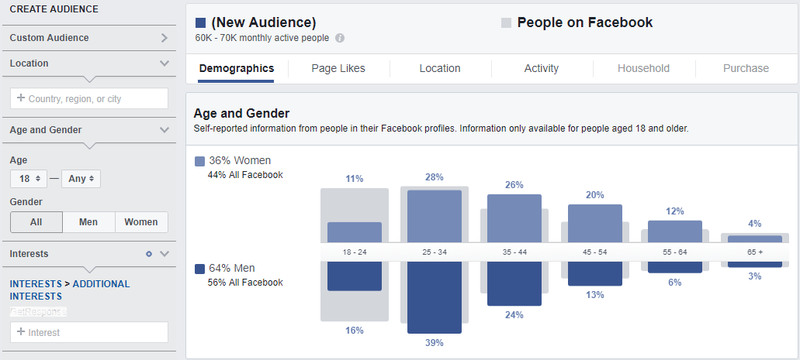 CREATE AUDIENCE
Custom Audience
Location
+ Country, region, or city
Age and Gender
Age
18 — Any
Gender
All Men Women
Interests
INTERESTS > ADDITIONAL
INTERESTS
+ Interest
(New Audience)
60K - 70K monthly active people
People on Facebook
Demographics Page Likes Location Activity Household Purchase
Age and Gender
Self-reported information from people in their Facebook profiles. Information only available for people aged 18 and older.
36% Women
44% All Facebook
11% 28% 26% 20% 12% 4%
18 - 24 25 - 34 35 - 44 45 - 54 55 - 64 65 +
64% Men
56% All Facebook
16% 39% 24% 13% 6% 3%